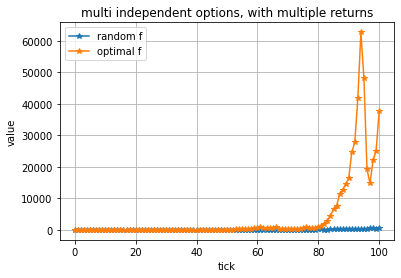 multi independent options, with multiple returns
random f
optimal f
60000
50000
40000
30000
20000
10000
0
value
0 20 40 60 80 100
tick